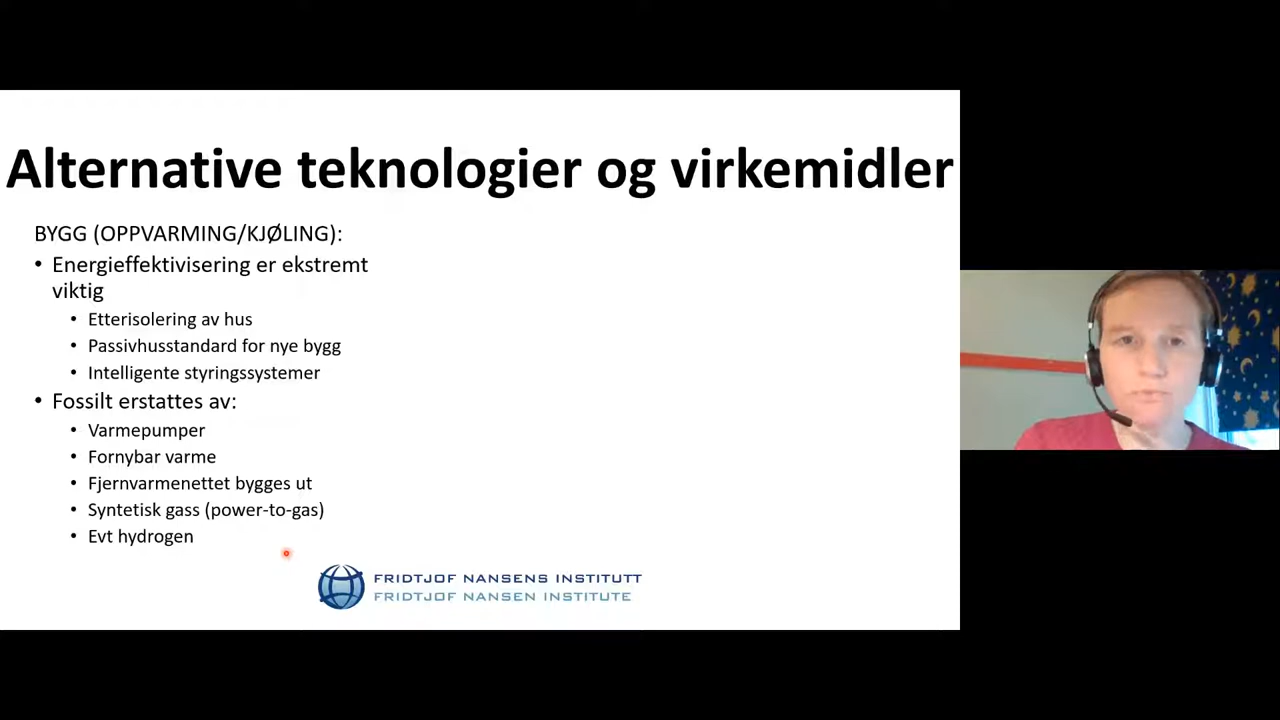 Alternative teknologier og virkemidler
BYGG (OPPVARMING/KJØLING):
• Energieffektivisering er ekstremt
viktig
• Etterisolering av hus
• Passivhusstandard for nye bygg
• Intelligente styringssystemer
• Fossilt erstattes av:
• Varmepumper
• Fornybar varme
• Fjernvarmenettet bygges ut
• Syntetisk gass (power-to-gas)
• Evt hydrogen
FRIDTJOF NANSENS INSTITUTT
FRIDTJOF NANSEN INSTITUTE